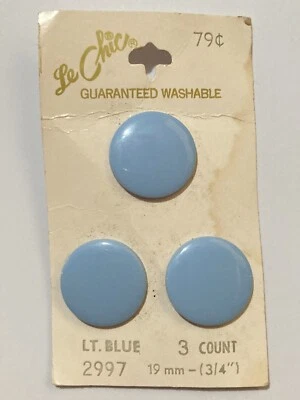 Le Chic 79¢
GUARANTEED WASHABLE
LT. BLUE 3 COUNT
2997 19 mm - (3/4")